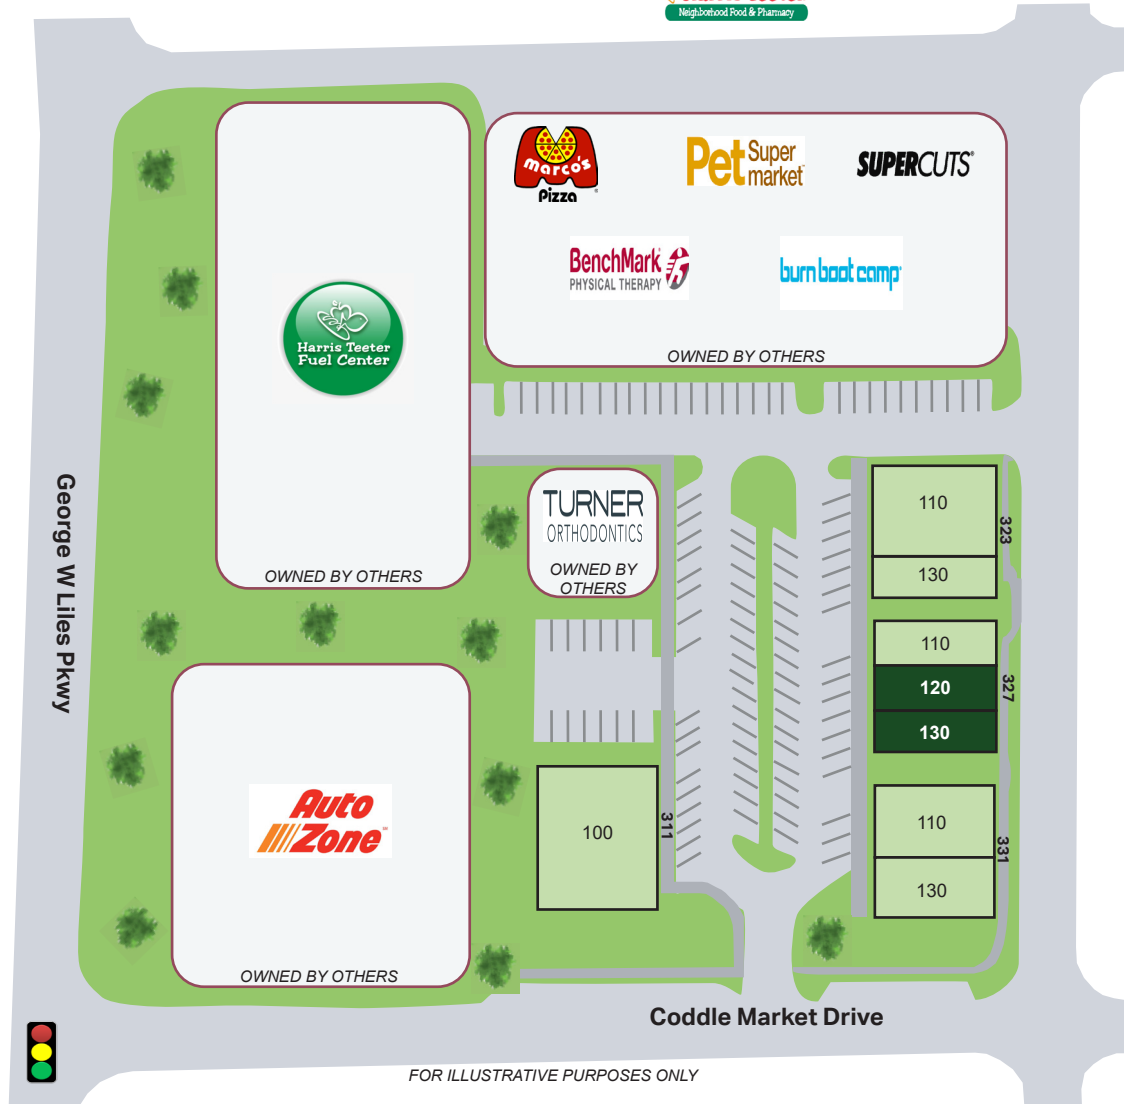 Neighborhood Food & Pharmacy
marco's
Pizza
Pet Super
market
SUPERCUTS
BenchMark
PHYSICAL THERAPY
burn boot camp
OWNED BY OTHERS
Harris Teeter
Fuel Center
OWNED BY OTHERS
TURNER
ORTHODONTICS
OWNED BY
OTHERS
George W Liles Pkwy
110
130
323
110
120
130
327
110
130
331
100
311
Auto
Zone
OWNED BY OTHERS
Coddle Market Drive
FOR ILLUSTRATIVE PURPOSES ONLY